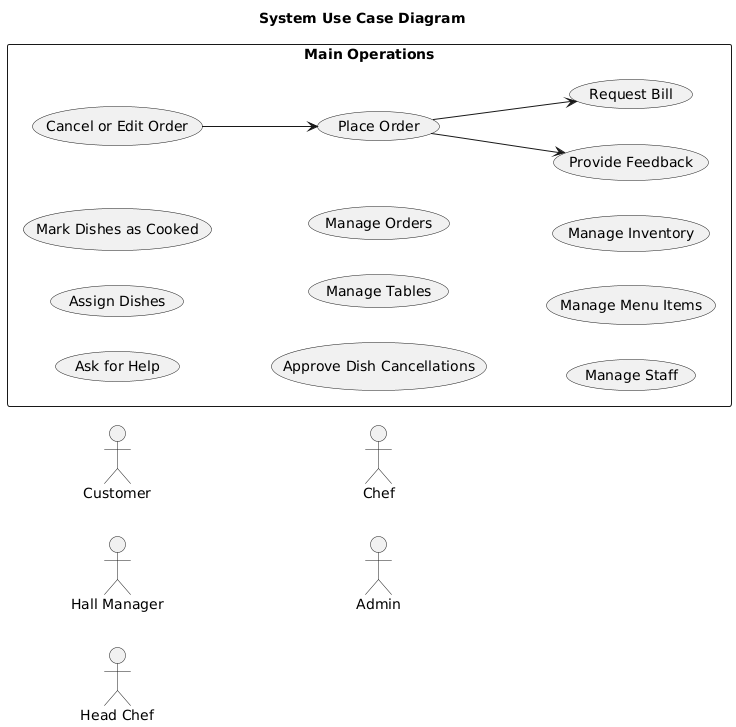 System Use Case Diagram
Main Operations
Request Bill
Cancel or Edit Order
Place Order
Provide Feedback
Mark Dishes as Cooked
Manage Orders
Manage Inventory
Assign Dishes
Manage Tables
Manage Menu Items
Ask for Help
Approve Dish Cancellations
Manage Staff
Customer
Chef
Hall Manager
Admin
Head Chef